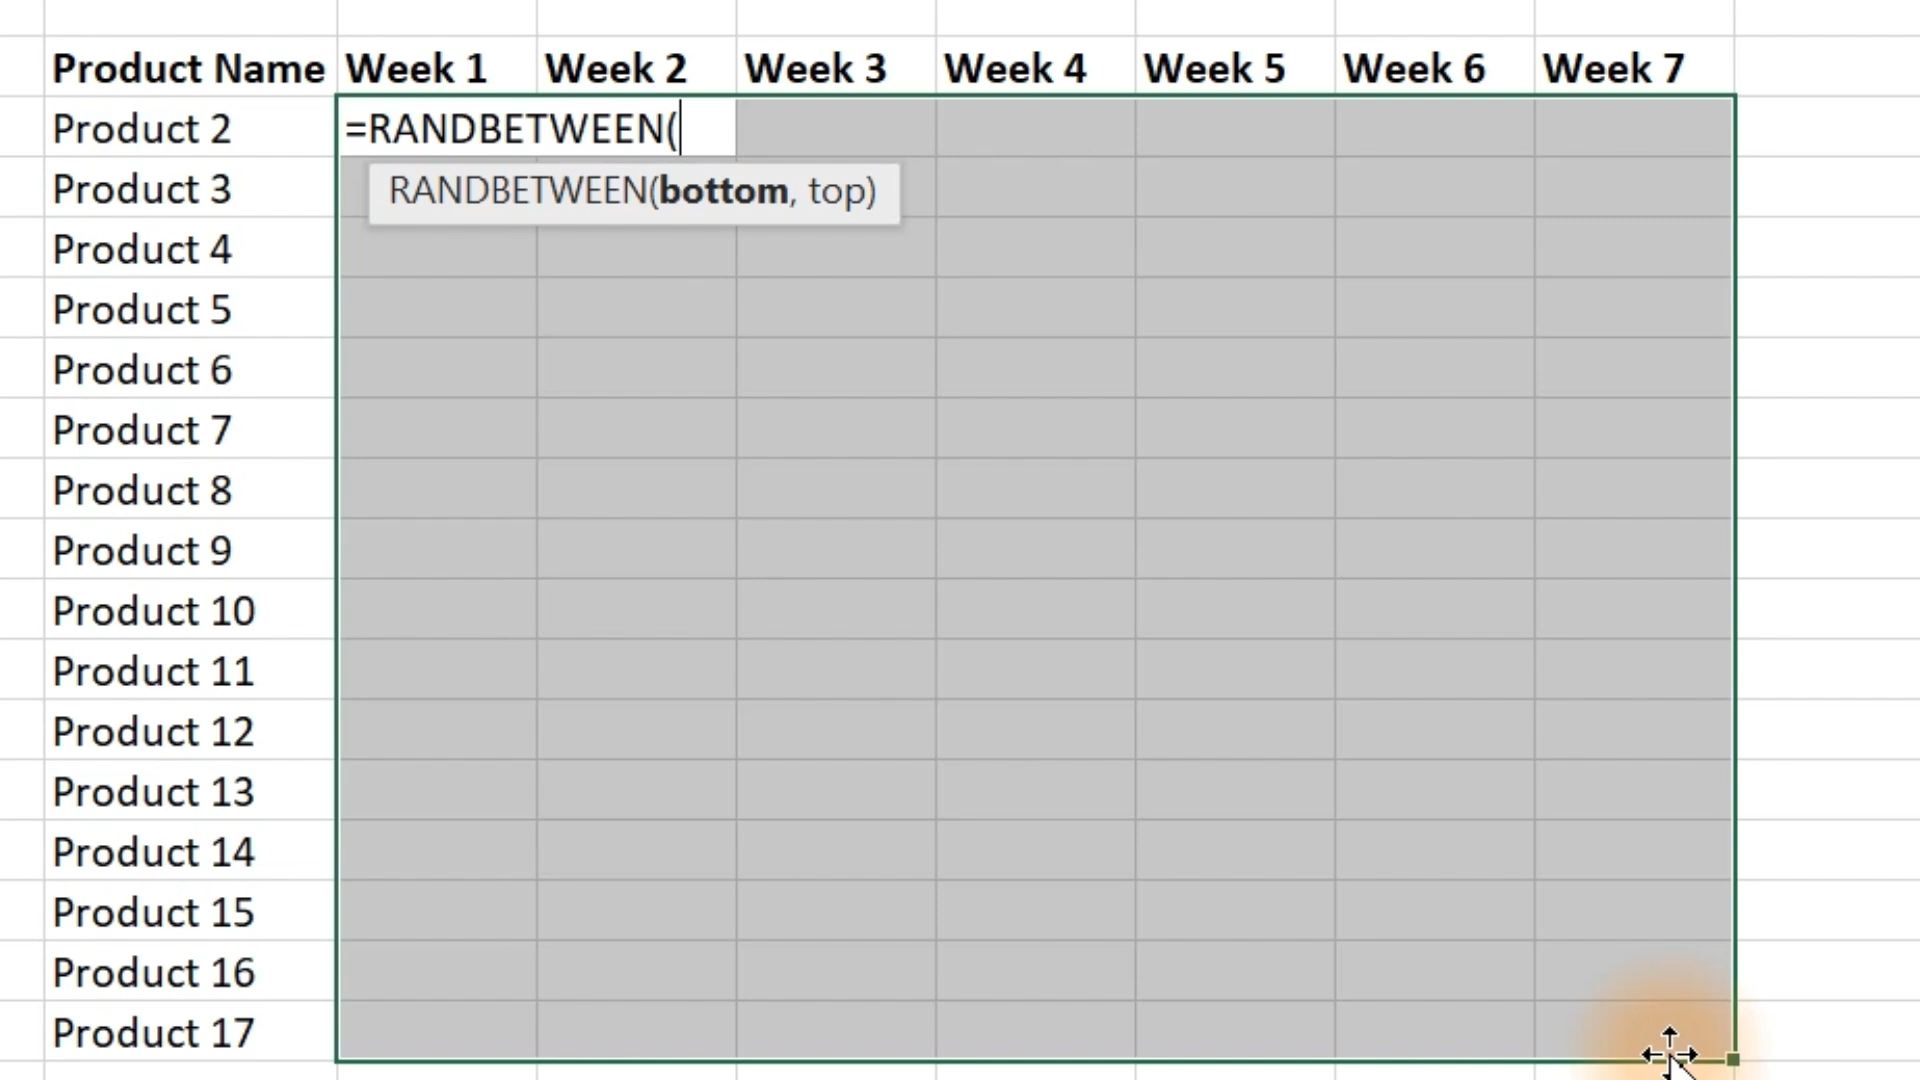 Product Name Week 1 Week 2 Week 3 Week 4 Week 5 Week 6 Week 7
Product 2 =RANDBETWEEN(
Product 3 RANDBETWEEN(bottom, top)
Product 4
Product 5
Product 6
Product 7
Product 8
Product 9
Product 10
Product 11
Product 12
Product 13
Product 14
Product 15
Product 16
Product 17